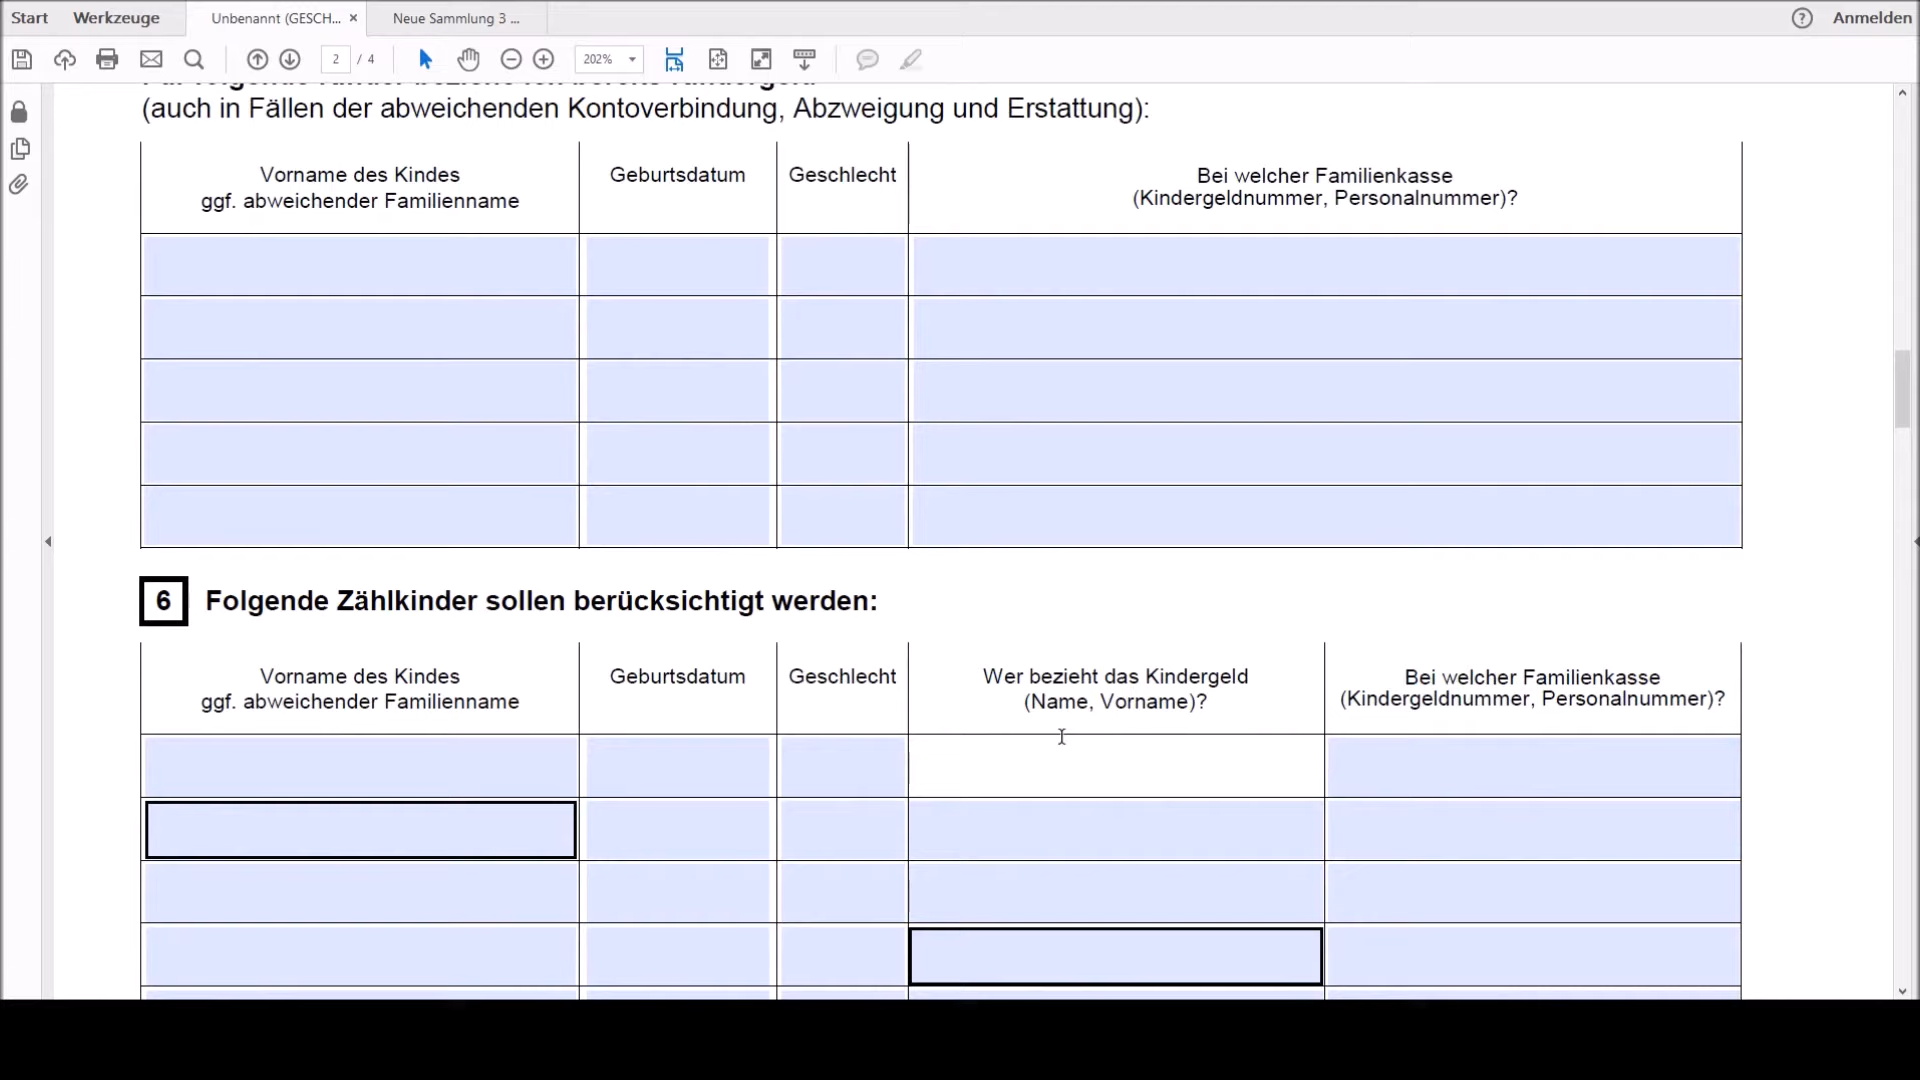 Start Werkzeuge Unbenannt (GESCH... × Neue Sammlung 3 ... Anmelden
2 / 4 202%
(auch in Fällen der abweichenden Kontoverbindung, Abzweigung und Erstattung):
Vorname des Kindes
ggf. abweichender Familienname
Geburtsdatum
Geschlecht
Bei welcher Familienkasse
(Kindergeldnummer, Personalnummer)?
6 Folgende Zählkinder sollen berücksichtigt werden:
Vorname des Kindes
ggf. abweichender Familienname
Geburtsdatum
Geschlecht
Wer bezieht das Kindergeld
(Name, Vorname)?
Bei welcher Familienkasse
(Kindergeldnummer, Personalnummer)?